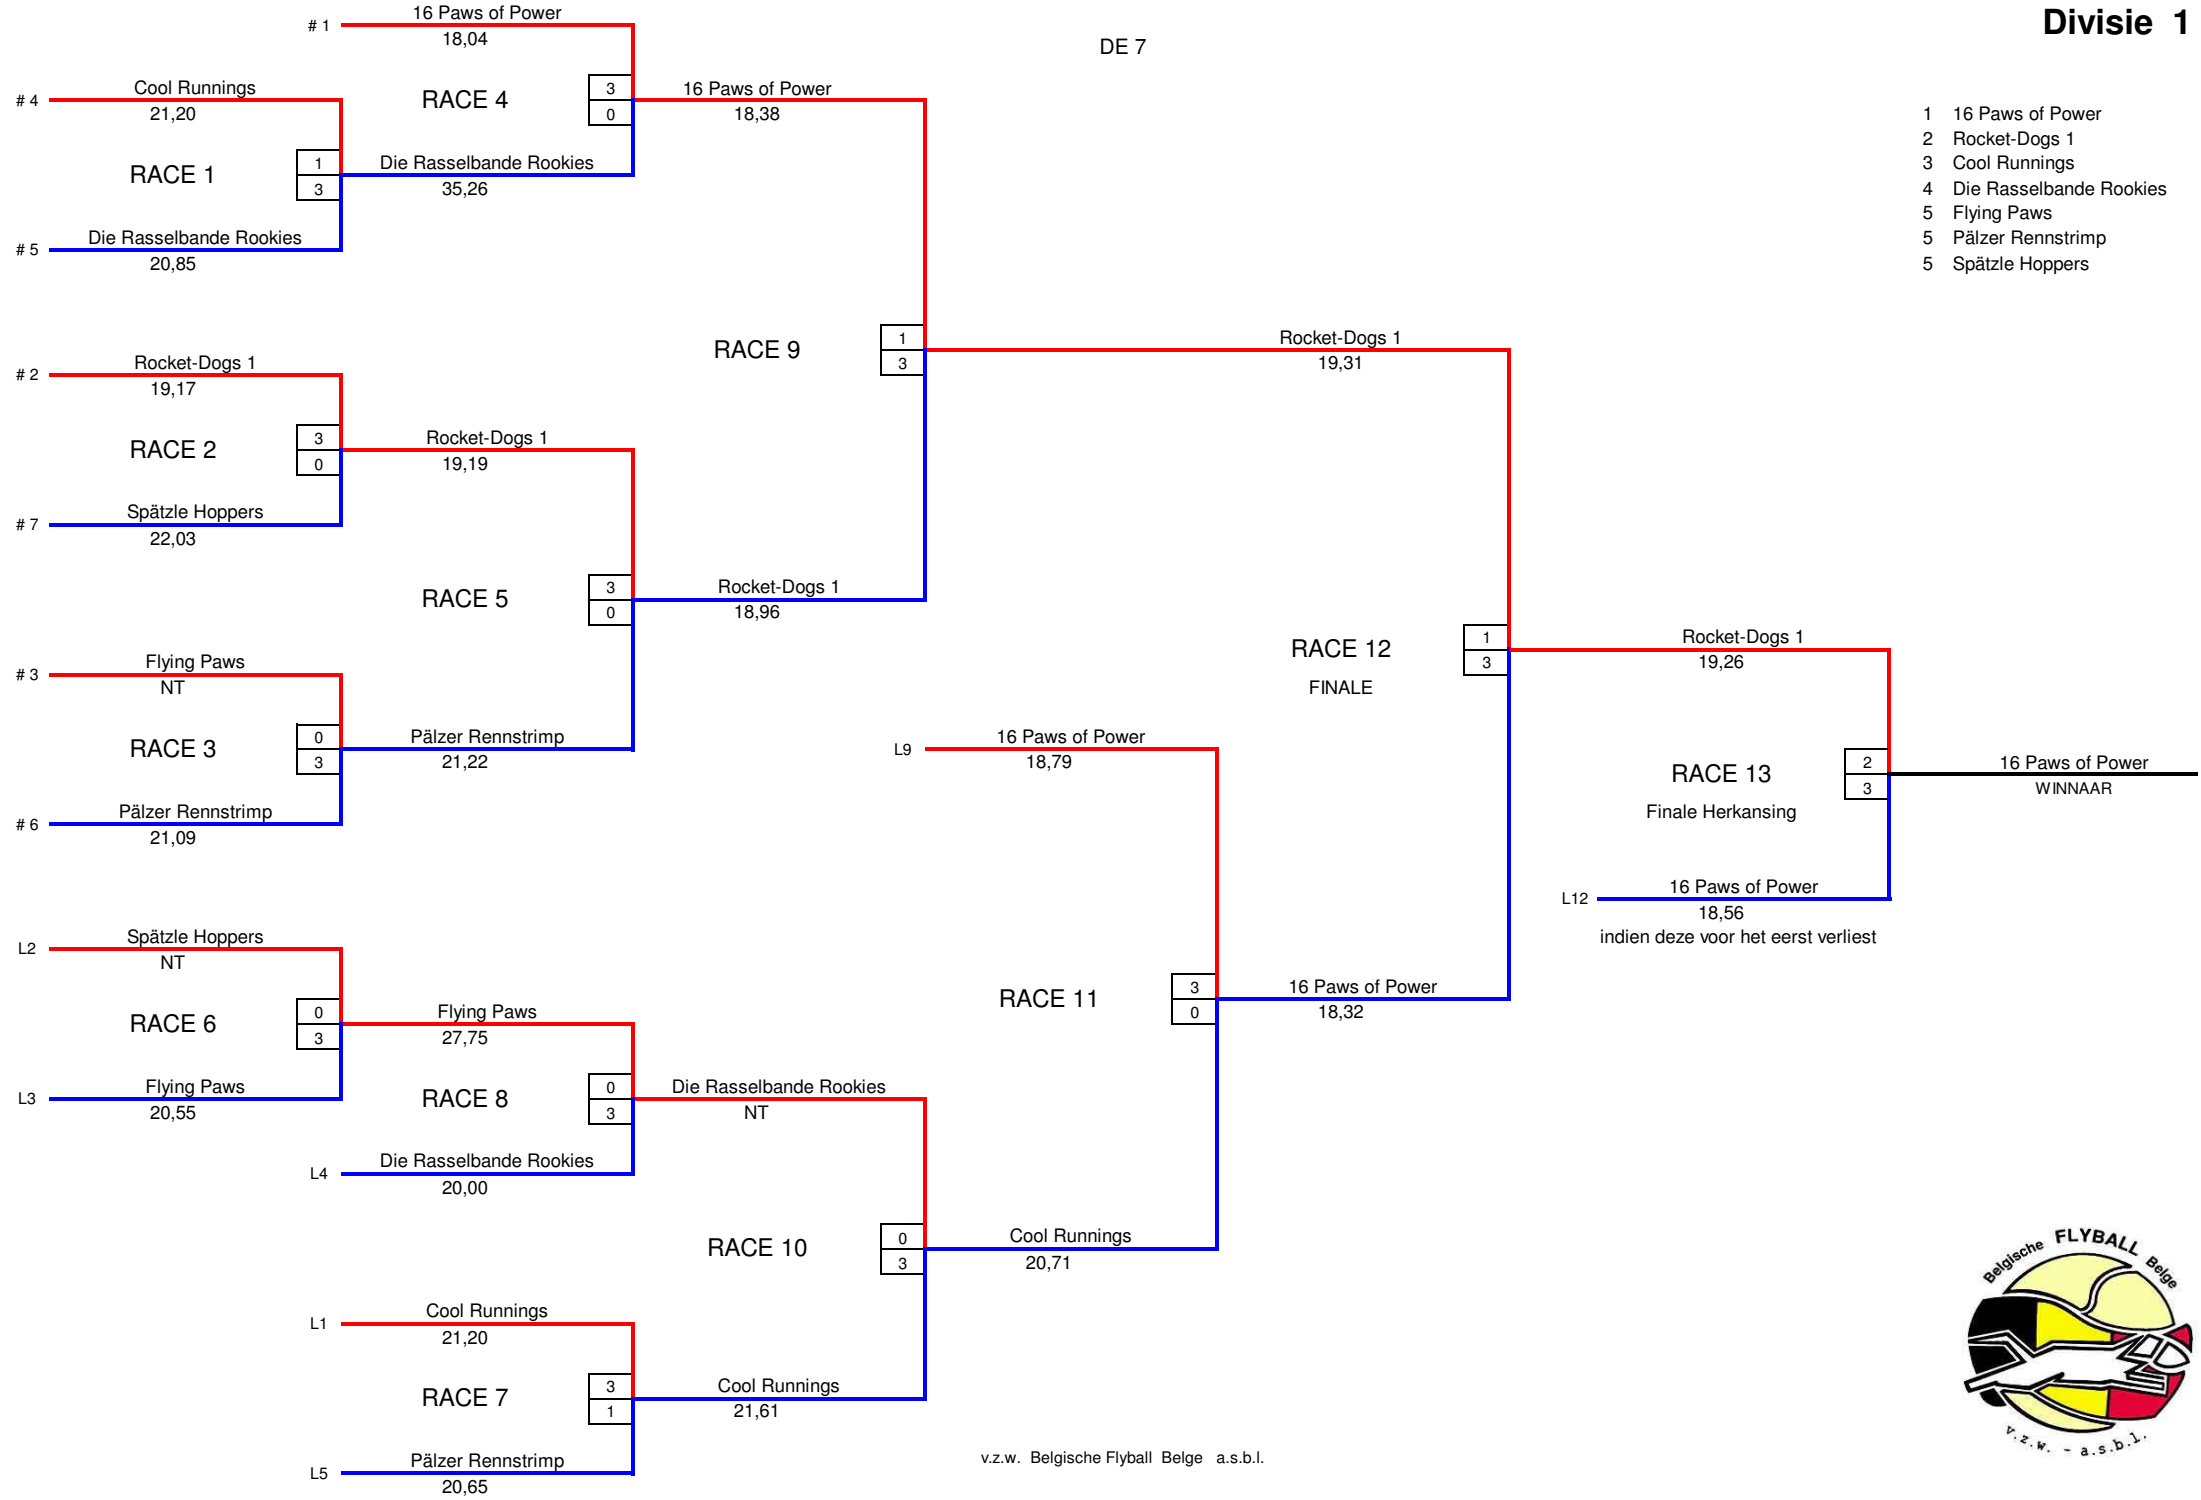 Divisie 1
DE 7
1 16 Paws of Power
2 Rocket-Dogs 1
3 Cool Runnings
4 Die Rasselbande Rookies
5 Flying Paws
5 Pälzer Rennstrimp
5 Spätzle Hoppers
# 1
16 Paws of Power
18,04
# 4
Cool Runnings
21,20
RACE 1
1
3
# 5
Die Rasselbande Rookies
20,85
RACE 4
3
0
Die Rasselbande Rookies
35,26
16 Paws of Power
18,38
# 2
Rocket-Dogs 1
19,17
RACE 2
3
0
# 7
Spätzle Hoppers
22,03
Rocket-Dogs 1
19,19
RACE 5
3
0
# 3
Flying Paws
NT
RACE 3
0
3
# 6
Pälzer Rennstrimp
21,09
Pälzer Rennstrimp
21,22
Rocket-Dogs 1
18,96
RACE 9
1
3
Rocket-Dogs 1
19,31
L2
Spätzle Hoppers
NT
RACE 6
0
3
L3
Flying Paws
20,55
Flying Paws
27,75
RACE 8
0
3
L4
Die Rasselbande Rookies
20,00
Die Rasselbande Rookies
NT
RACE 10
0
3
L1
Cool Runnings
21,20
RACE 7
3
1
L5
Pälzer Rennstrimp
20,65
Cool Runnings
21,61
L9
16 Paws of Power
18,79
RACE 11
3
0
Cool Runnings
20,71
16 Paws of Power
18,32
RACE 12
FINALE
1
3
Rocket-Dogs 1
19,26
RACE 13
Finale Herkansing
2
3
L12
16 Paws of Power
18,56
indien deze voor het eerst verliest
16 Paws of Power
WINNAAR
v.z.w. Belgische Flyball Belge a.s.b.l.
Belgische FLYBALL Belge
v.z.w. - a.s.b.l.